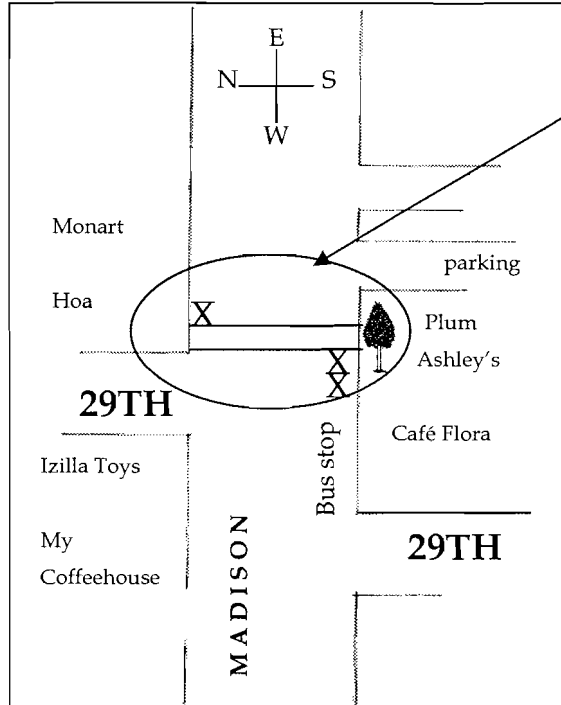 E
N S
W
Monart
parking
Hoa
X
Plum
Ashley's
X
X
29TH
Café Flora
Bus stop
Izilla Toys
My
Coffeehouse
29TH
MADISON